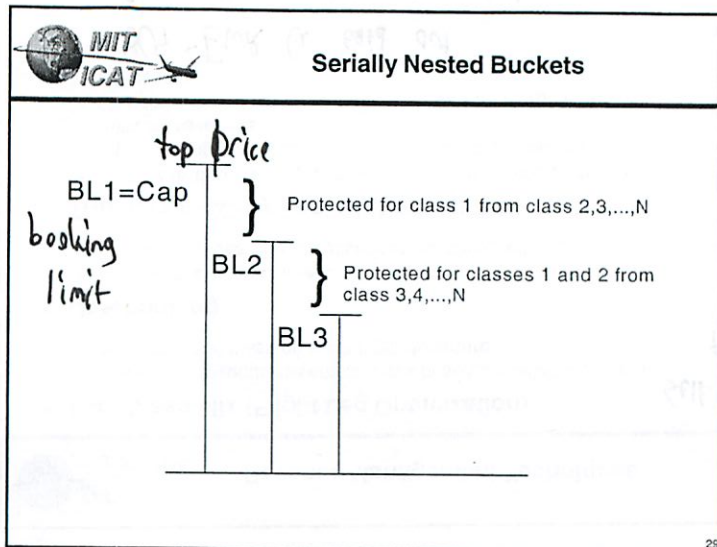 MIT
ICAT
Serially Nested Buckets
top price
BL1=Cap
Protected for class 1 from class 2,3,...,N
booking
limit
BL2
Protected for classes 1 and 2 from
class 3,4,...,N
BL3
29